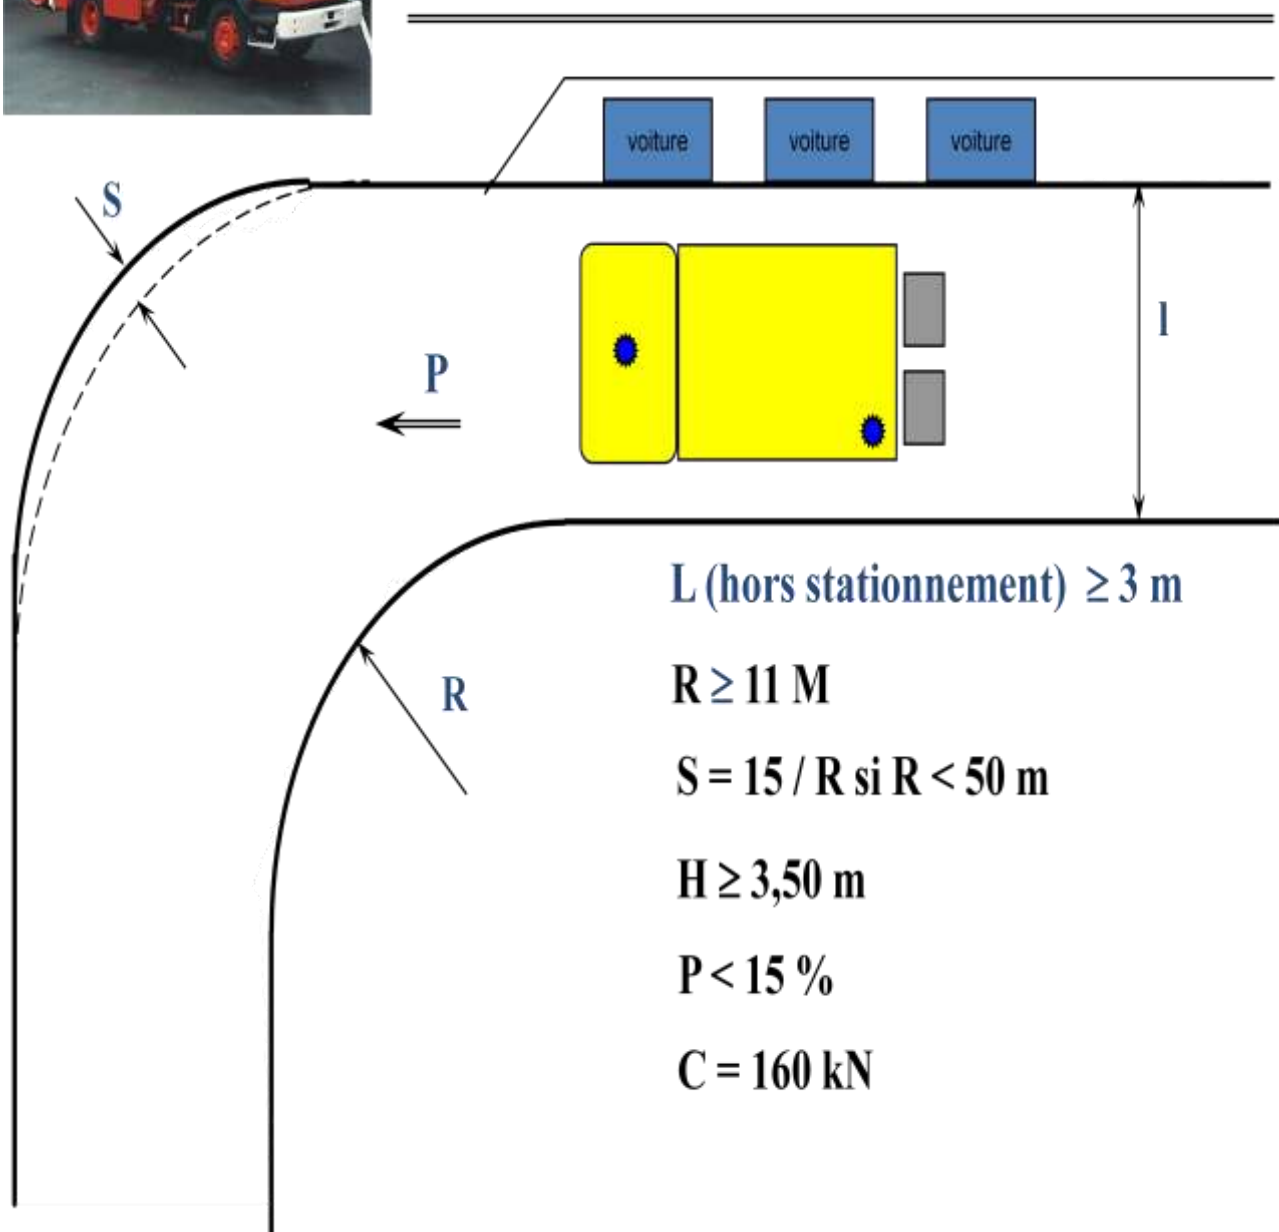 voiture voiture voiture
S
l
P
L (hors stationnement) ≥ 3 m
R ≥ 11 M
R
S = 15 / R si R < 50 m
H ≥ 3,50 m
P < 15 %
C = 160 kN